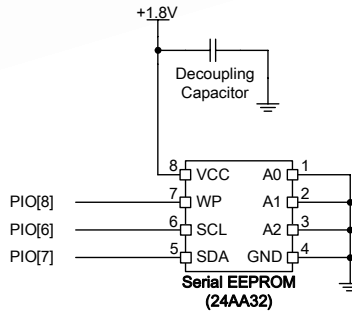 +1.8V
Decoupling
Capacitor
8 VCC A0 1
PIO[8] 7 WP A1 2
PIO[6] 6 SCL A2 3
PIO[7] 5 SDA GND 4
Serial EEPROM
(24AA32)